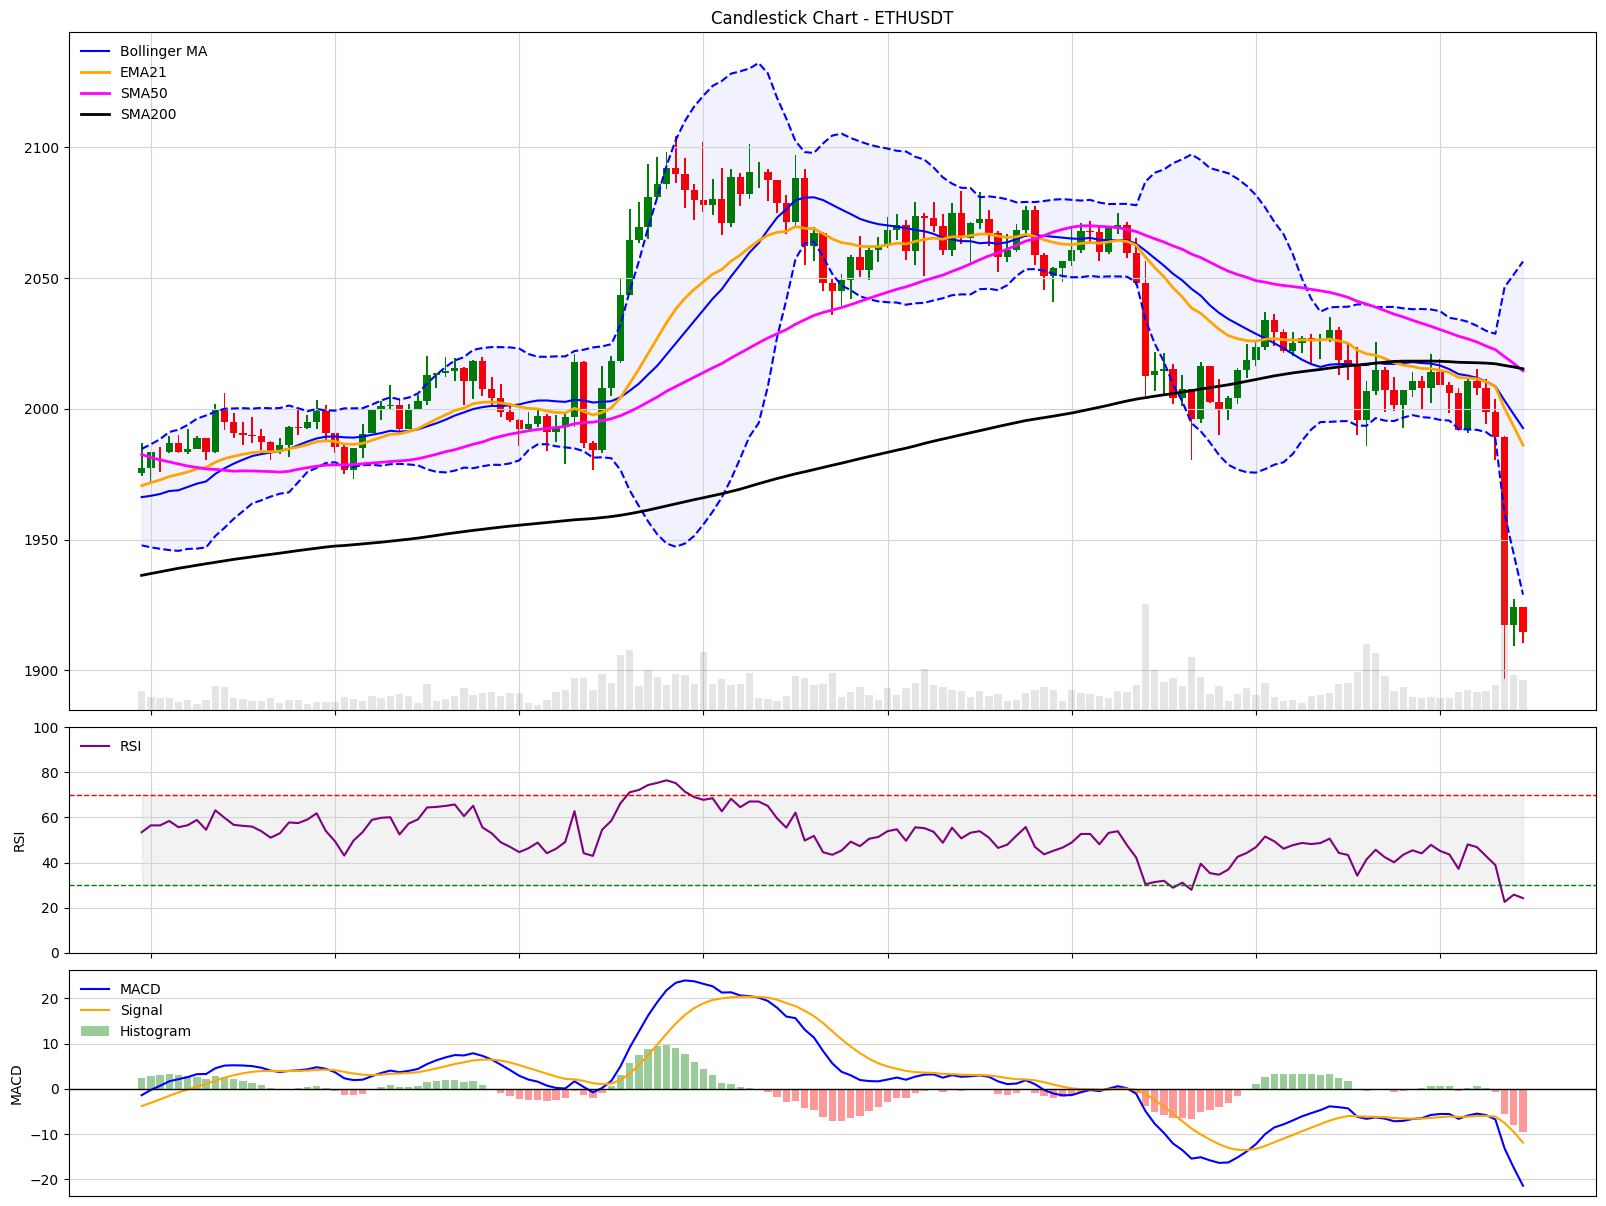 Candlestick Chart - ETHUSDT
Bollinger MA
EMA21
SMA50
SMA200
2100
2050
2000
1950
1900
100
80
60
40
20
0
RSI
RSI
20
10
0
−10
−20
MACD
MACD
Signal
Histogram